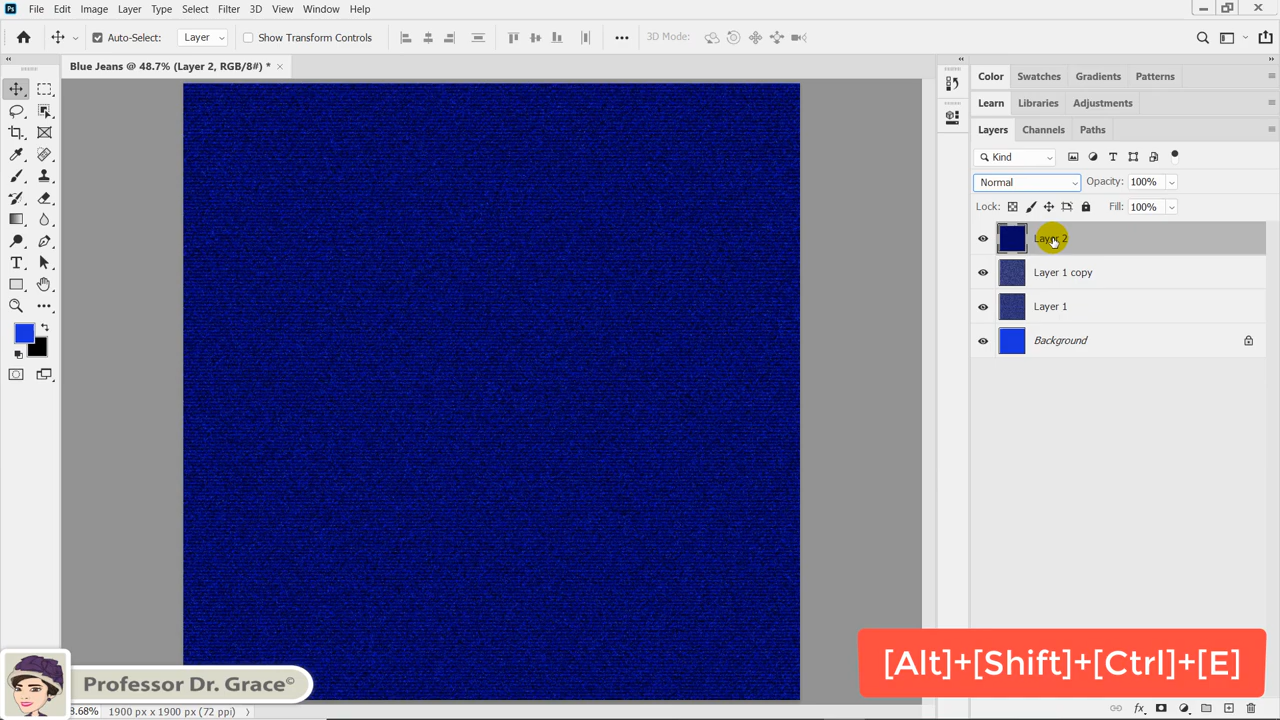 Ps File Edit Image Layer Type Select Filter 3D View Window Help
Auto-Select: Layer Show Transform Controls 3D Mode:
Blue Jeans @ 48.7% (Layer 2, RGB/8#) *
Color Swatches Gradients Patterns
Learn Libraries Adjustments
Layers Channels Paths
Kind
Normal Opacity: 100%
Lock: Fill: 100%
Layer 2
Layer 1 copy
Layer 1
Background
[Alt]+[Shift]+[Ctrl]+[E]
Professor Dr. Grace©
8.68% 1900 px x 1900 px (72 ppi)